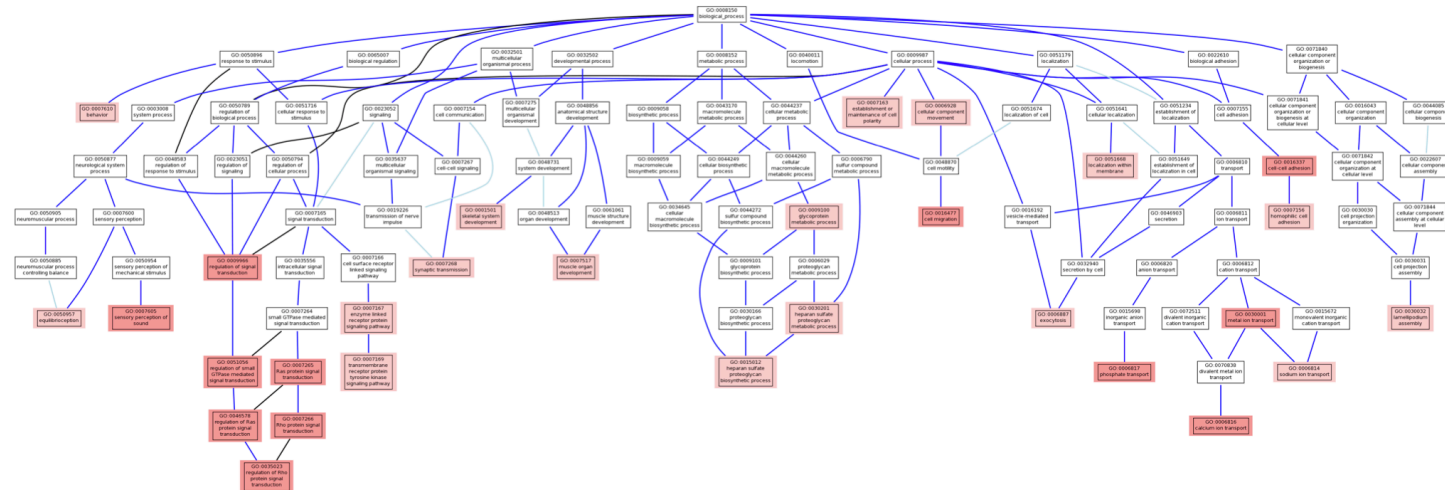 GO:0008150
biological_process
GO:0050896
response to stimulus
GO:0065007
biological regulation
GO:0032501
multicellular
organismal process
GO:0032502
developmental process
GO:0008152
metabolic process
GO:0040011
locomotion
GO:0009987
cellular process
GO:0051179
localization
GO:0022610
biological adhesion
GO:0071840
cellular component
organization or
biogenesis
GO:0007610
behavior
GO:0003008
system process
GO:0050789
regulation of
biological process
GO:0051716
cellular response to
stimulus
GO:0023052
signaling
GO:0007154
cell communication
GO:0007275
multicellular
organismal
development
GO:0048856
anatomical structure
development
GO:0009058
biosynthetic process
GO:0043170
macromolecule
metabolic process
GO:0044237
cellular metabolic
process
GO:0007163
establishment or
maintenance of cell
polarity
GO:0006928
cellular component
movement
GO:0051674
localization of cell
GO:0051641
cellular localization
GO:0051234
establishment of
localization
GO:0007155
cell adhesion
GO:0071841
cellular component
organization or
biogenesis at
cellular level
GO:0016043
cellular component
organization
GO:0044085
cellular component
biogenesis
GO:0050877
neurological system
process
GO:0048583
regulation of
response to stimulus
GO:0023051
regulation of
signaling
GO:0050794
regulation of
cellular process
GO:0035637
multicellular
organismal signaling
GO:0007267
cell-cell signaling
GO:0048731
system development
GO:0009059
macromolecule
biosynthetic process
GO:0044249
cellular biosynthetic
process
GO:0044260
cellular
macromolecule
metabolic process
GO:0006790
sulfur compound
metabolic process
GO:0048870
cell motility
GO:0051668
localization within
membrane
GO:0051649
establishment of
localization in cell
GO:0006810
transport
GO:0016337
cell-cell adhesion
GO:0071842
cellular component
organization at
cellular level
GO:0022607
cellular component
assembly
GO:0050905
neuromuscular process
GO:0007600
sensory perception
GO:0007165
signal transduction
GO:0019226
transmission of nerve
impulse
GO:0001501
skeletal system
development
GO:0048513
organ development
GO:0061061
muscle structure
development
GO:0034645
cellular
macromolecule
biosynthetic process
GO:0044272
sulfur compound
biosynthetic process
GO:0009100
glycoprotein
metabolic process
GO:0016477
cell migration
GO:0016192
vesicle-mediated
transport
GO:0046903
secretion
GO:0006811
ion transport
GO:0007156
homophilic cell
adhesion
GO:0030030
cell projection
organization
GO:0071844
cellular component
assembly at cellular
level
GO:0050885
neuromuscular process
controlling balance
GO:0050954
sensory perception of
mechanical stimulus
GO:0009966
regulation of signal
transduction
GO:0035556
intracellular signal
transduction
GO:0007166
cell surface receptor
linked signaling
pathway
GO:0007268
synaptic transmission
GO:0007517
muscle organ
development
GO:0009101
glycoprotein
biosynthetic process
GO:0006029
proteoglycan
metabolic process
GO:0032940
secretion by cell
GO:0006820
anion transport
GO:0006812
cation transport
GO:0030031
cell projection
assembly
GO:0050957
equilibrioception
GO:0007605
sensory perception of
sound
GO:0007264
small GTPase mediated
signal transduction
GO:0007167
enzyme linked
receptor protein
signaling pathway
GO:0030166
proteoglycan
biosynthetic process
GO:0030201
heparan sulfate
proteoglycan
metabolic process
GO:0006887
exocytosis
GO:0015698
inorganic anion
transport
GO:0072511
divalent inorganic
cation transport
GO:0030001
metal ion transport
GO:0015672
monovalent inorganic
cation transport
GO:0030032
lamellipodium
assembly
GO:0051056
regulation of small
GTPase mediated
signal transduction
GO:0007265
Ras protein signal
transduction
GO:0007169
transmembrane
receptor protein
tyrosine kinase
signaling pathway
GO:0015012
heparan sulfate
proteoglycan
biosynthetic process
GO:0006817
phosphate transport
GO:0070838
divalent metal ion
transport
GO:0006814
sodium ion transport
GO:0046578
regulation of Ras
protein signal
transduction
GO:0007266
Rho protein signal
transduction
GO:0006816
calcium ion transport
GO:0035023
regulation of Rho
protein signal
transduction